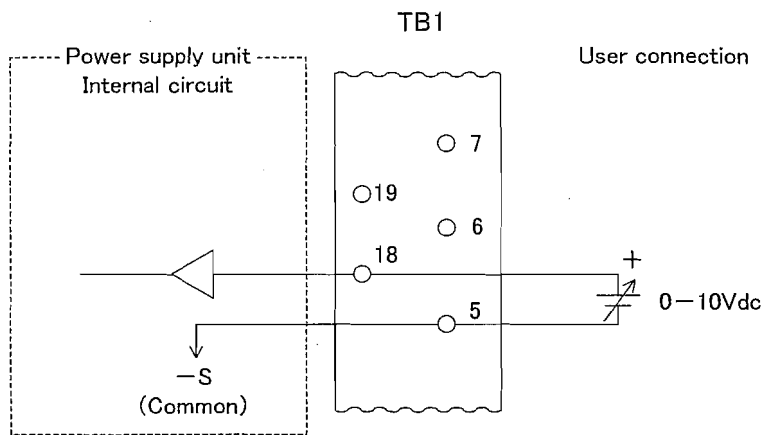 TB1
Power supply unit
Internal circuit
User connection
7
19
6
18
+
0−10Vdc
5
−S
(Common)